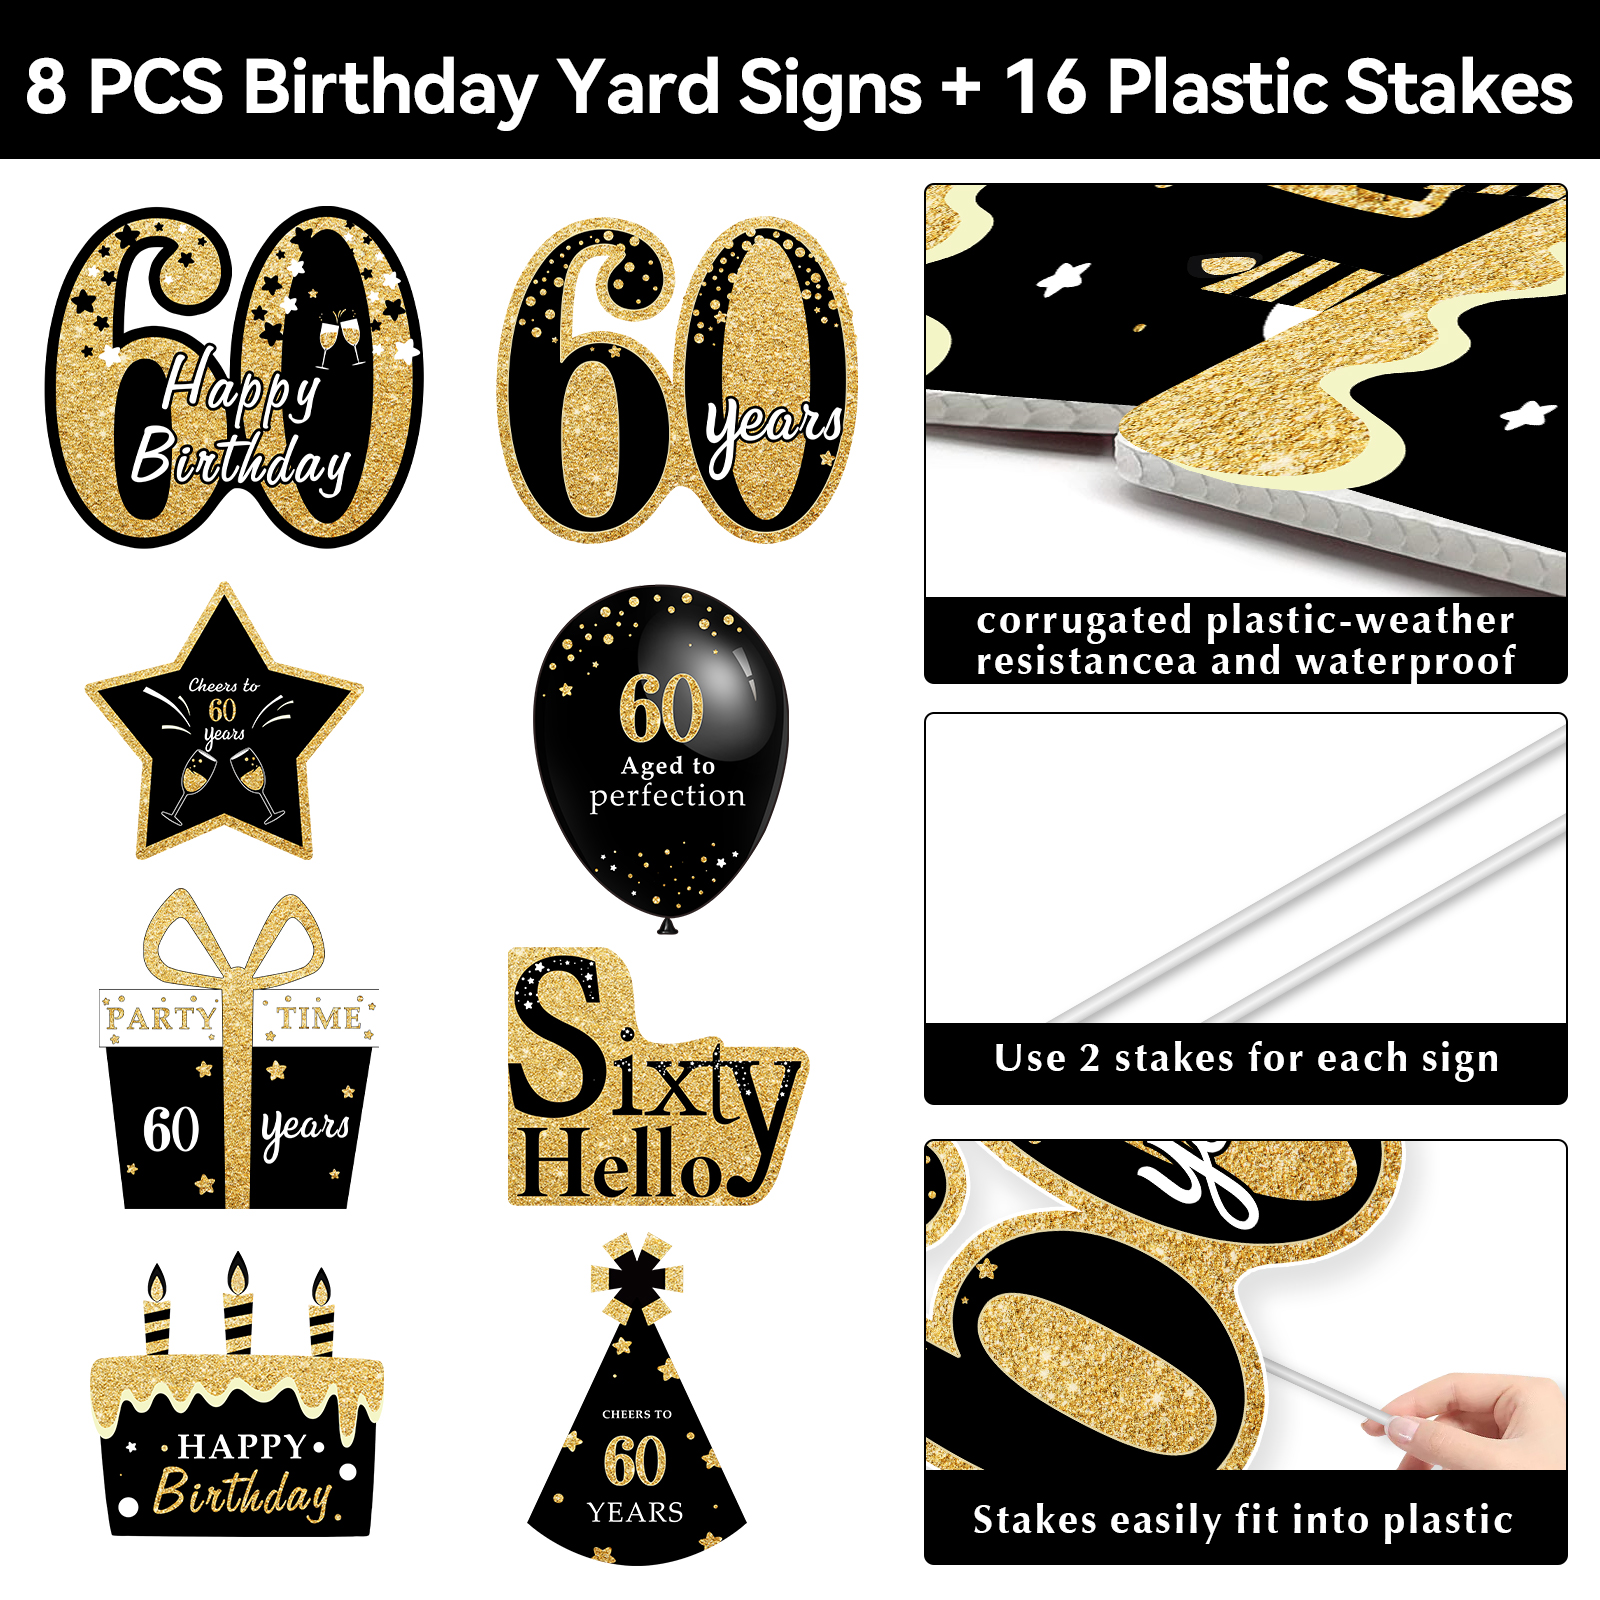 8 PCS Birthday Yard Signs + 16 Plastic Stakes
60
Happy
Birthday
60
years
Cheers to
60
years
60
Aged to
perfection
PARTY TIME
60 years
Sixty
Hello
HAPPY
Birthday
CHEERS TO
60
YEARS
corrugated plastic-weather
resistancea and waterproof
Use 2 stakes for each sign
Stakes easily fit into plastic